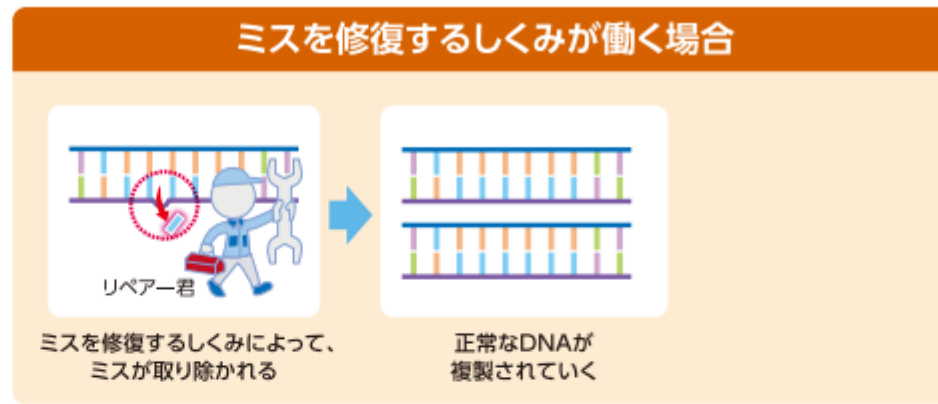 ミスを修復するしくみが働く場合
リペアー君
ミスを修復するしくみによって、
ミスが取り除かれる
正常なDNAが
複製されていく